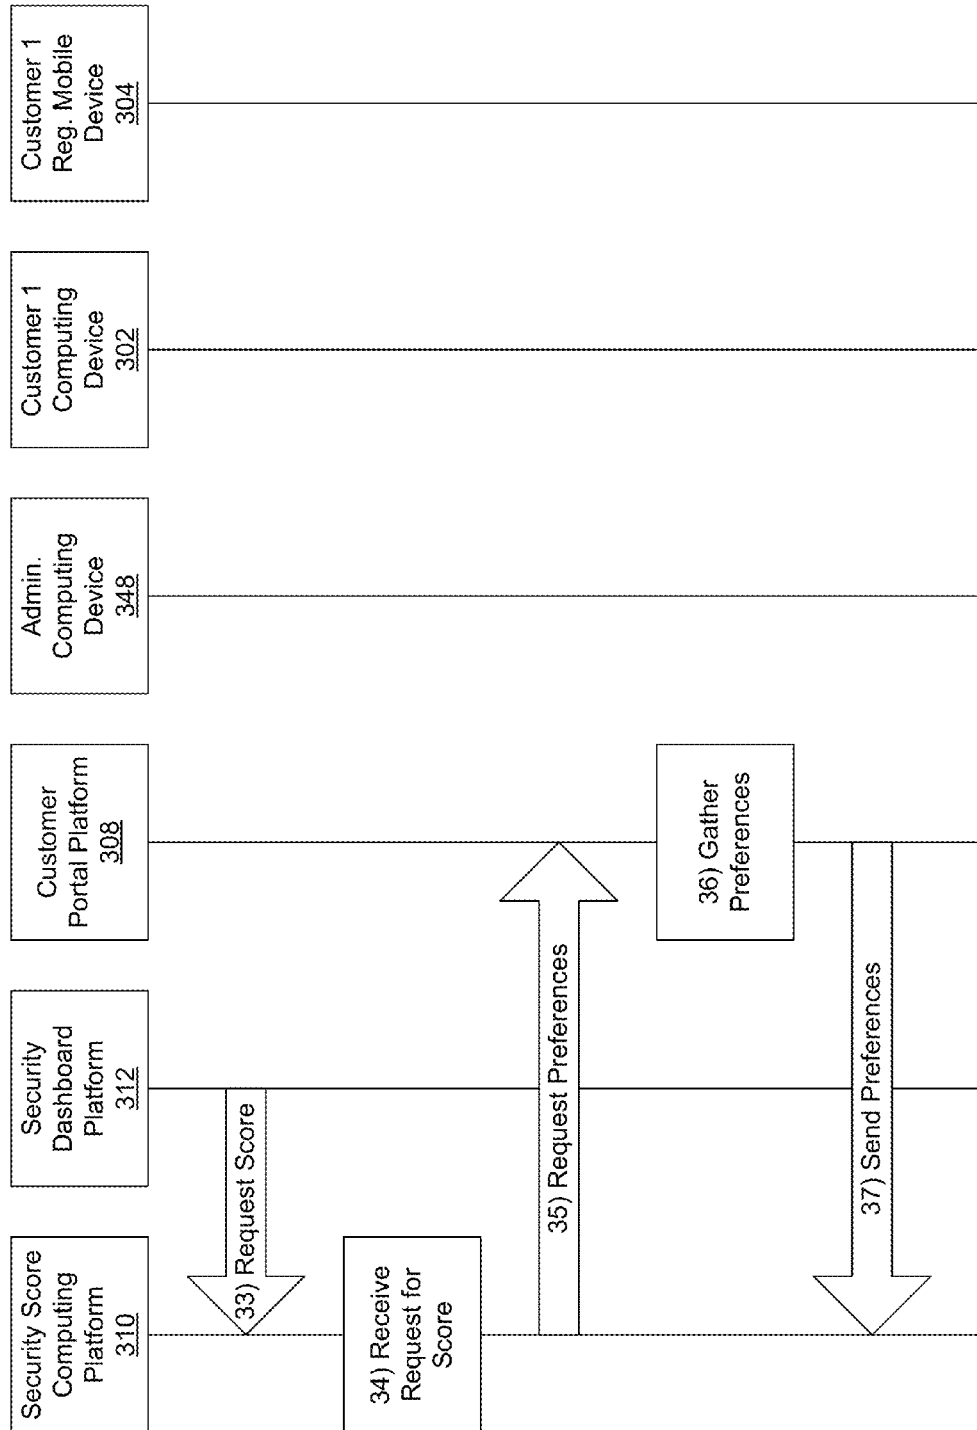 Security Score
Computing
Platform
310
Security
Dashboard
Platform
312
Customer
Portal Platform
308
Admin.
Computing
Device
348
Customer 1
Computing
Device
302
Customer 1
Reg. Mobile
Device
304
33) Request Score
34) Receive
Request for
Score
35) Request Preferences
36) Gather
Preferences
37) Send Preferences